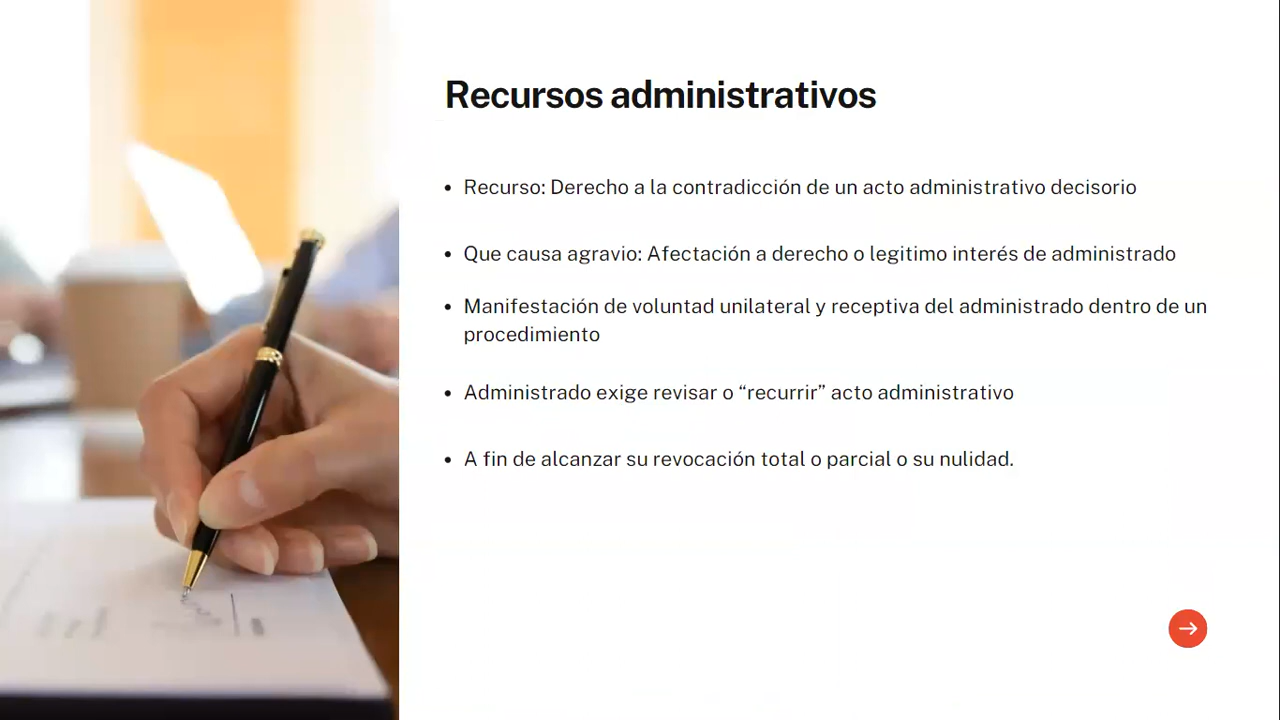 Recursos administrativos
• Recurso: Derecho a la contradicción de un acto administrativo decisorio
• Que causa agravio: Afectación a derecho o legitimo interés de administrado
• Manifestación de voluntad unilateral y receptiva del administrado dentro de un
procedimiento
• Administrado exige revisar o “recurrir” acto administrativo
• A fin de alcanzar su revocación total o parcial o su nulidad.